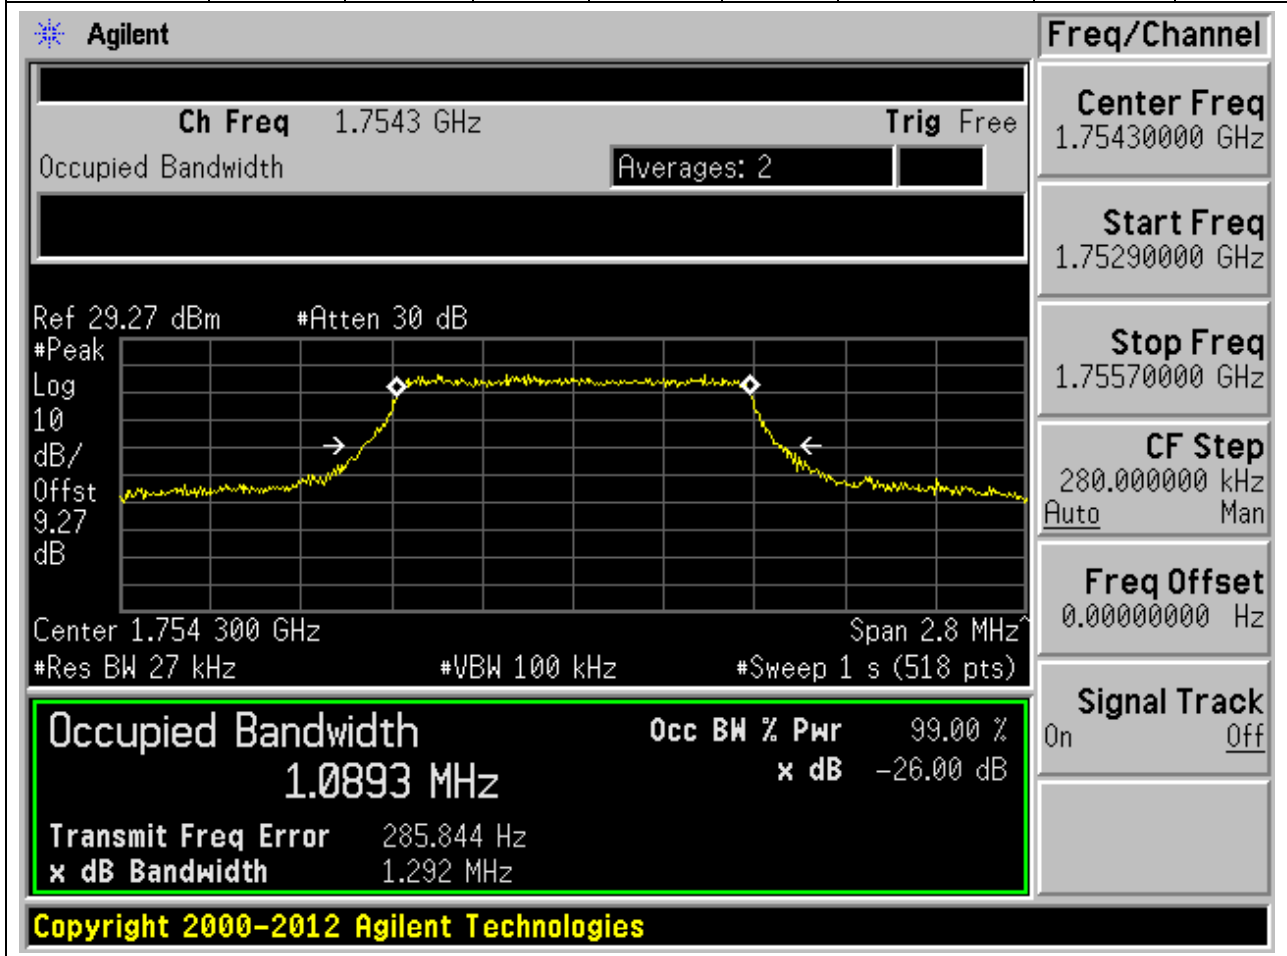 Agilent
Freq/Channel
Ch Freq 1.7543 GHz Trig Free
Occupied Bandwidth Averages: 2
Ref 29.27 dBm #Atten 30 dB
#Peak
Log
10
dB/
Offst
9.27
dB
Center 1.754 300 GHz Span 2.8 MHz^
#Res BW 27 kHz #VBW 100 kHz #Sweep 1 s (518 pts)
Occupied Bandwidth Occ BW % Pwr 99.00 %
1.0893 MHz x dB -26.00 dB
Transmit Freq Error 285.844 Hz
x dB Bandwidth 1.292 MHz
Copyright 2000-2012 Agilent Technologies
Center Freq
1.75430000 GHz
Start Freq
1.75290000 GHz
Stop Freq
1.75570000 GHz
CF Step
280.000000 kHz
Auto Man
Freq Offset
0.00000000 Hz
Signal Track
On Off